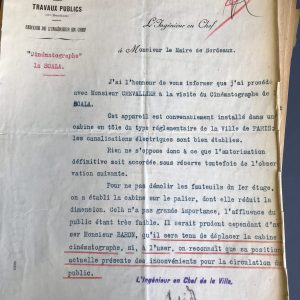 TRAVAUX PUBLICS
SERVICE DE L'INGÉNIEUR EN CHEF
L'Ingénieur en Chef
à Monsieur le Maire de Bordeaux.
"Cinématographe"
la SCALA.
J'ai l'honneur de vous informer que j'ai procédé
avec Monsieur CHEVALLIER à la visite du Cinématographe de
SCALA.
Cet appareil est convenablement installé dans une
cabine en tôle du type réglementaire de la Ville de PARIS;
les canalisations électriques sont bien établies.
Rien ne s'oppose donc à ce que l'autorisation
définitive soit accordée sous réserve toutefois de l'obser
vation suivante.
Pour ne pas démolir les fauteuils du 1er étage,
on a établi la cabine sur le palier, dont elle réduit la
dimension. Celà n'a pas grande importance, l'affluence du
public étant très faible. Il serait prudent cependant d'avi
ser Monsieur BARON, qu'il sera tenu de déplacer la cabine
cinématographe, si, à l'user, on reconnaît que sa position
actuelle présente des inconvénients pour la circulation du
public.
L'Ingénieur en Chef de la Ville,